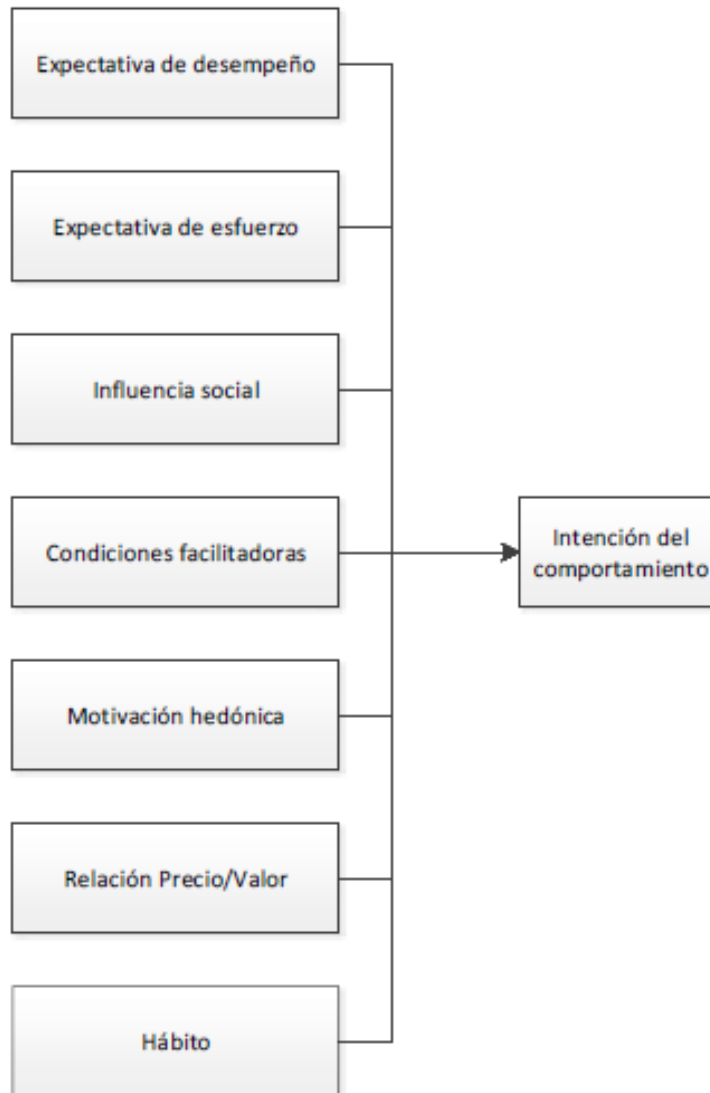 Expectativa de desempeño
Expectativa de esfuerzo
Influencia social
Condiciones facilitadoras
Intención del
comportamiento
Motivación hedónica
Relación Precio/Valor
Hábito